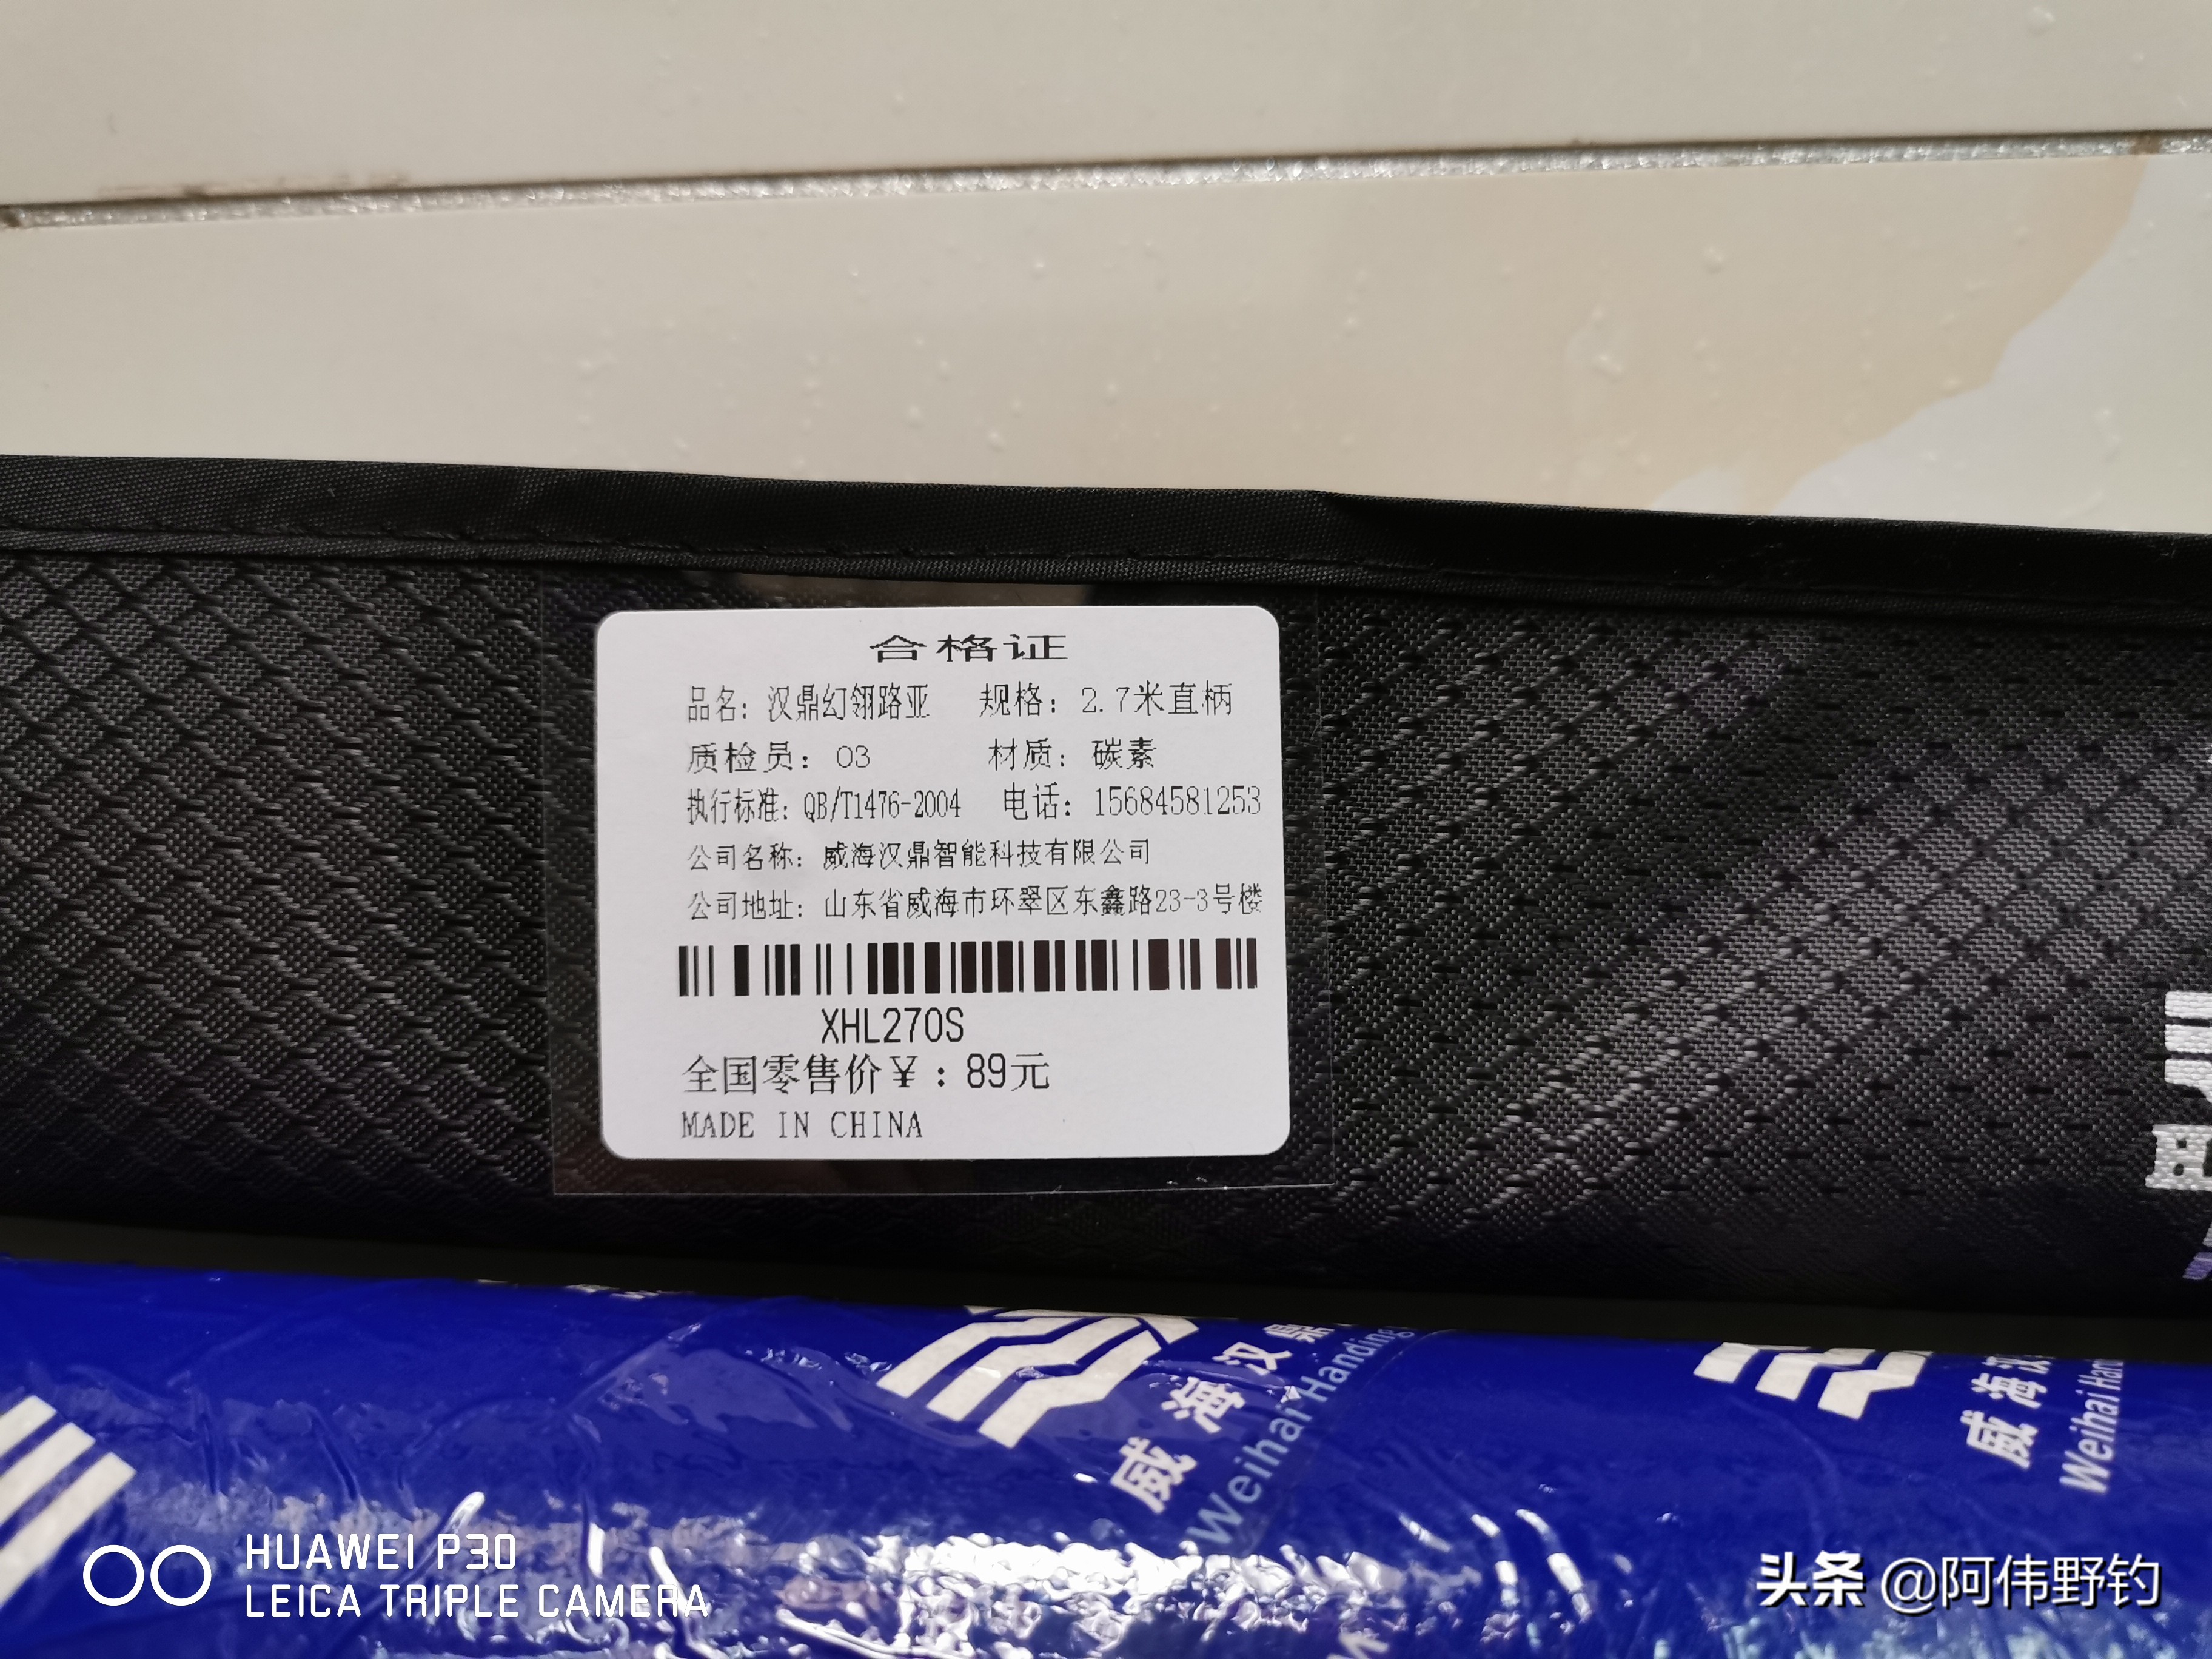 合格证
品名: 汉鼎幻翎路亚 规格: 2.7米直柄
质检员: 03 材质: 碳素
执行标准: QB/T1476-2004 电话: 15684581253
公司名称: 威海汉鼎智能科技有限公司
公司地址: 山东省威海市环翠区东鑫路23-3号楼
XHL270S
全国零售价¥: 89元
MADE IN CHINA
威海汉鼎
Weihai Handing
威海
Weihai
HUAWEI P30
LEICA TRIPLE CAMERA
头条 @阿伟野钓